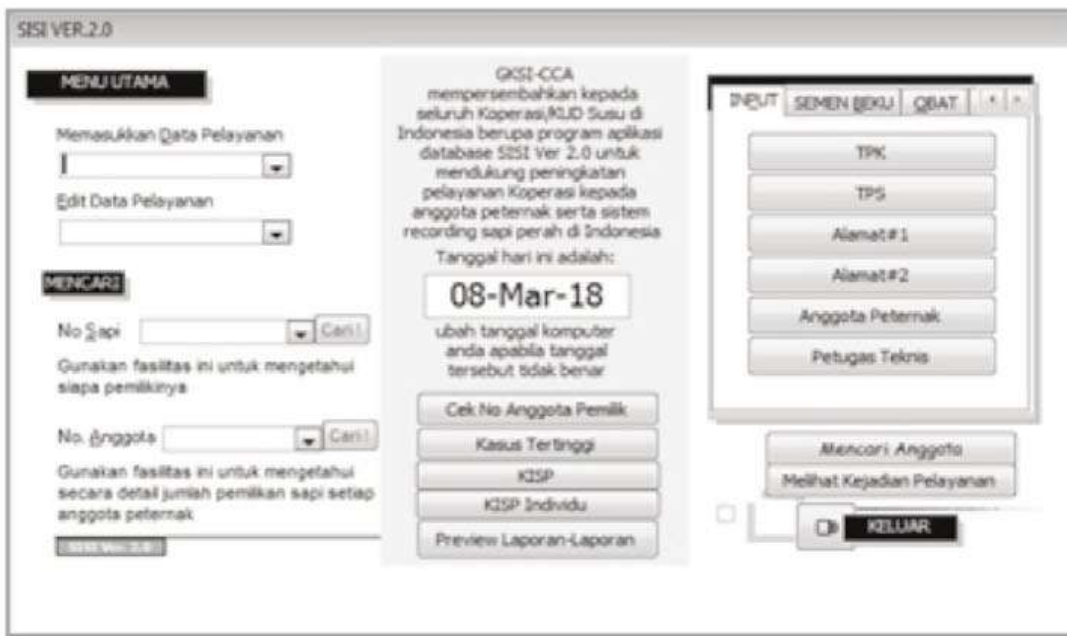 SISI VER.2.0
MENU UTAMA
Memasukkan Data Pelayanan
Edit Data Pelayanan
MENCARI
No Sapi
Cari!
Gunakan fasilitas ini untuk mengetahui
siapa pemilikinya
No. Anggota
Cari!
Gunakan fasilitas ini untuk mengetahui
secara detail jumlah pemilikan sapi setiap
anggota peternak
SISI Ver. 2.0
GKSI-CCA
mempersembahkan kepada
seluruh Koperasi/KUD Susu di
Indonesia berupa program aplikasi
database SISI Ver 2.0 untuk
mendukung peningkatan
pelayanan Koperasi kepada
anggota peternak serta sistem
recording sapi perah di Indonesia
Tanggal hari ini adalah:
08-Mar-18
ubah tanggal komputer
anda apabila tanggal
tersebut tidak benar
Cek No Anggota Pemilik
Kasus Tertinggi
KISP
KISP Individu
Preview Laporan-Laporan
INPUT SEMEN BEKU OBAT
TPK
TPS
Alamat#1
Alamat#2
Anggota Peternak
Petugas Teknis
Mencari Anggota
Melihat Kejadian Pelayanan
KELUAR